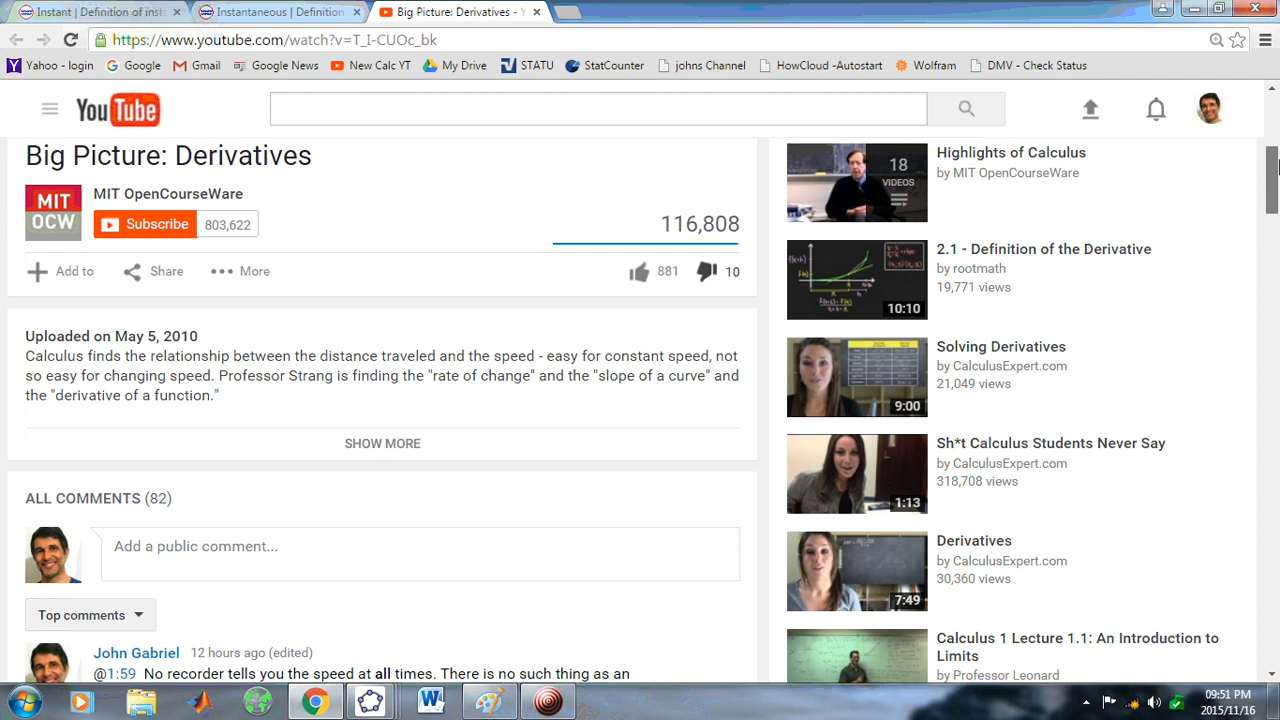 Instant | Definition of inst
Instantaneous | Definition
Big Picture: Derivatives - Y
https://www.youtube.com/watch?v=T_I-CUOc_bk
Yahoo - login
Google
Gmail
Google News
New Calc YT
My Drive
STATU
StatCounter
johns Channel
HowCloud -Autostart
Wolfram
DMV - Check Status
YouTube
Big Picture: Derivatives
MIT OCW
MIT OpenCourseWare
Subscribe
803,622
116,808
Add to
Share
More
881
10
Uploaded on May 5, 2010
Calculus finds the relationship between the distance traveled and the speed - easy for constant speed, not
so easy for changing speed. Professor Strang is finding the "rate of change" and the "slope of a curve" and
the "derivative of a function."
SHOW MORE
ALL COMMENTS (82)
Add a public comment...
Top comments
John Gabriel 12 hours ago (edited)
@1:59 No recorder tells you the speed at all times. There is no such thing as an
18
VIDEOS
Highlights of Calculus
by MIT OpenCourseWare
10:10
2.1 - Definition of the Derivative
by rootmath
19,771 views
9:00
Solving Derivatives
by CalculusExpert.com
21,049 views
1:13
Sh*t Calculus Students Never Say
by CalculusExpert.com
318,708 views
7:49
Derivatives
by CalculusExpert.com
30,360 views
Calculus 1 Lecture 1.1: An Introduction to
Limits
by Professor Leonard
09:51 PM
2015/11/16